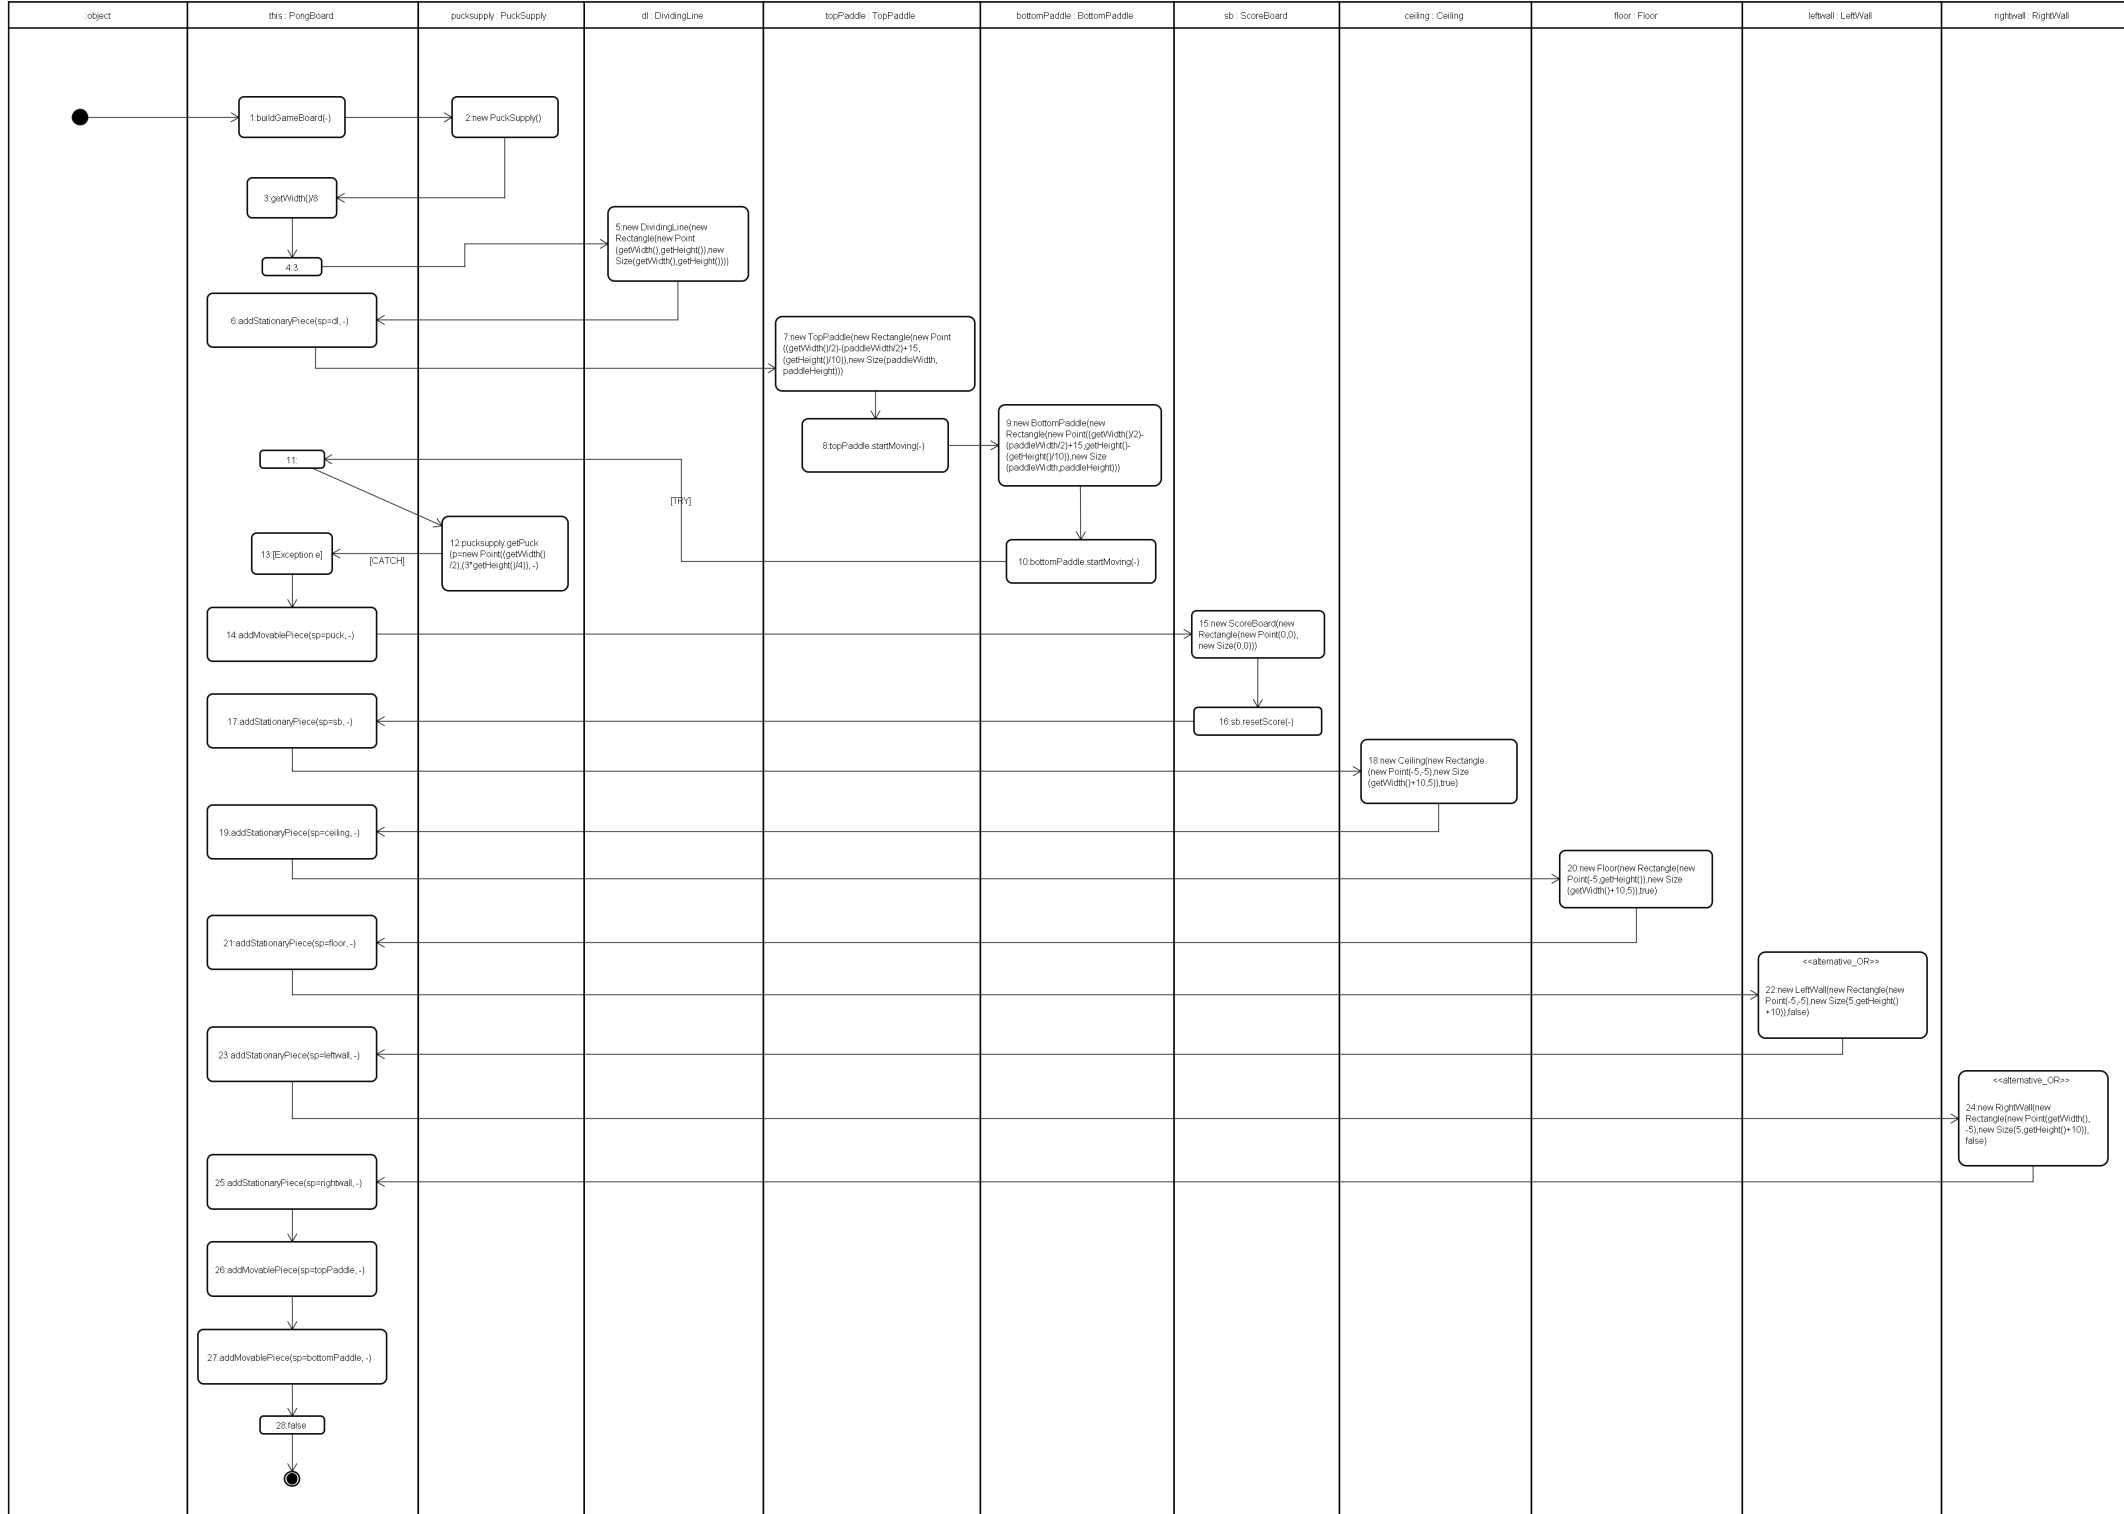 :object
this : PongBoard
pucksupply : PuckSupply
dl : DividingLine
topPaddle : TopPaddle
bottomPaddle : BottomPaddle
sb : ScoreBoard
ceiling : Ceiling
floor : Floor
leftwall : LeftWall
rightwall : RightWall
1:buildGameBoard(-)
2:new PuckSupply()
3:getWidth()/8
4:3
5:new DividingLine(new
Rectangle(new Point
(getWidth(),getHeight()),new
Size(getWidth(),getHeight())))
6:addStationaryPiece(sp=dl, -)
7:new TopPaddle(new Rectangle(new Point
((getWidth()/2)-(paddleWidth/2)+15,
(getHeight()/10)),new Size(paddleWidth,
paddleHeight)))
8:topPaddle.startMoving(-)
9:new BottomPaddle(new
Rectangle(new Point((getWidth()/2)-
(paddleWidth/2)+15,getHeight()-
(getHeight()/10)),new Size
(paddleWidth,paddleHeight)))
10:bottomPaddle.startMoving(-)
[TRY]
11:
12:pucksupply.getPuck
(p=new Point((getWidth()
/2),(3*getHeight()/4)), -)
[CATCH]
13:[Exception e]
14:addMovablePiece(sp=puck, -)
15:new ScoreBoard(new
Rectangle(new Point(0,0),
new Size(0,0)))
16:sb.resetScore(-)
17:addStationaryPiece(sp=sb, -)
18:new Ceiling(new Rectangle
(new Point(-5,-5),new Size
(getWidth()+10,5)),true)
19:addStationaryPiece(sp=ceiling, -)
20:new Floor(new Rectangle(new
Point(-5,getHeight()),new Size
(getWidth()+10,5)),true)
21:addStationaryPiece(sp=floor, -)
<<alternative_OR>>
22:new LeftWall(new Rectangle(new
Point(-5,-5),new Size(5,getHeight()
+10)),false)
23:addStationaryPiece(sp=leftwall, -)
<<alternative_OR>>
24:new RightWall(new
Rectangle(new Point(getWidth(),
-5),new Size(5,getHeight()+10)),
false)
25:addStationaryPiece(sp=rightwall, -)
26:addMovablePiece(sp=topPaddle, -)
27:addMovablePiece(sp=bottomPaddle, -)
28:false